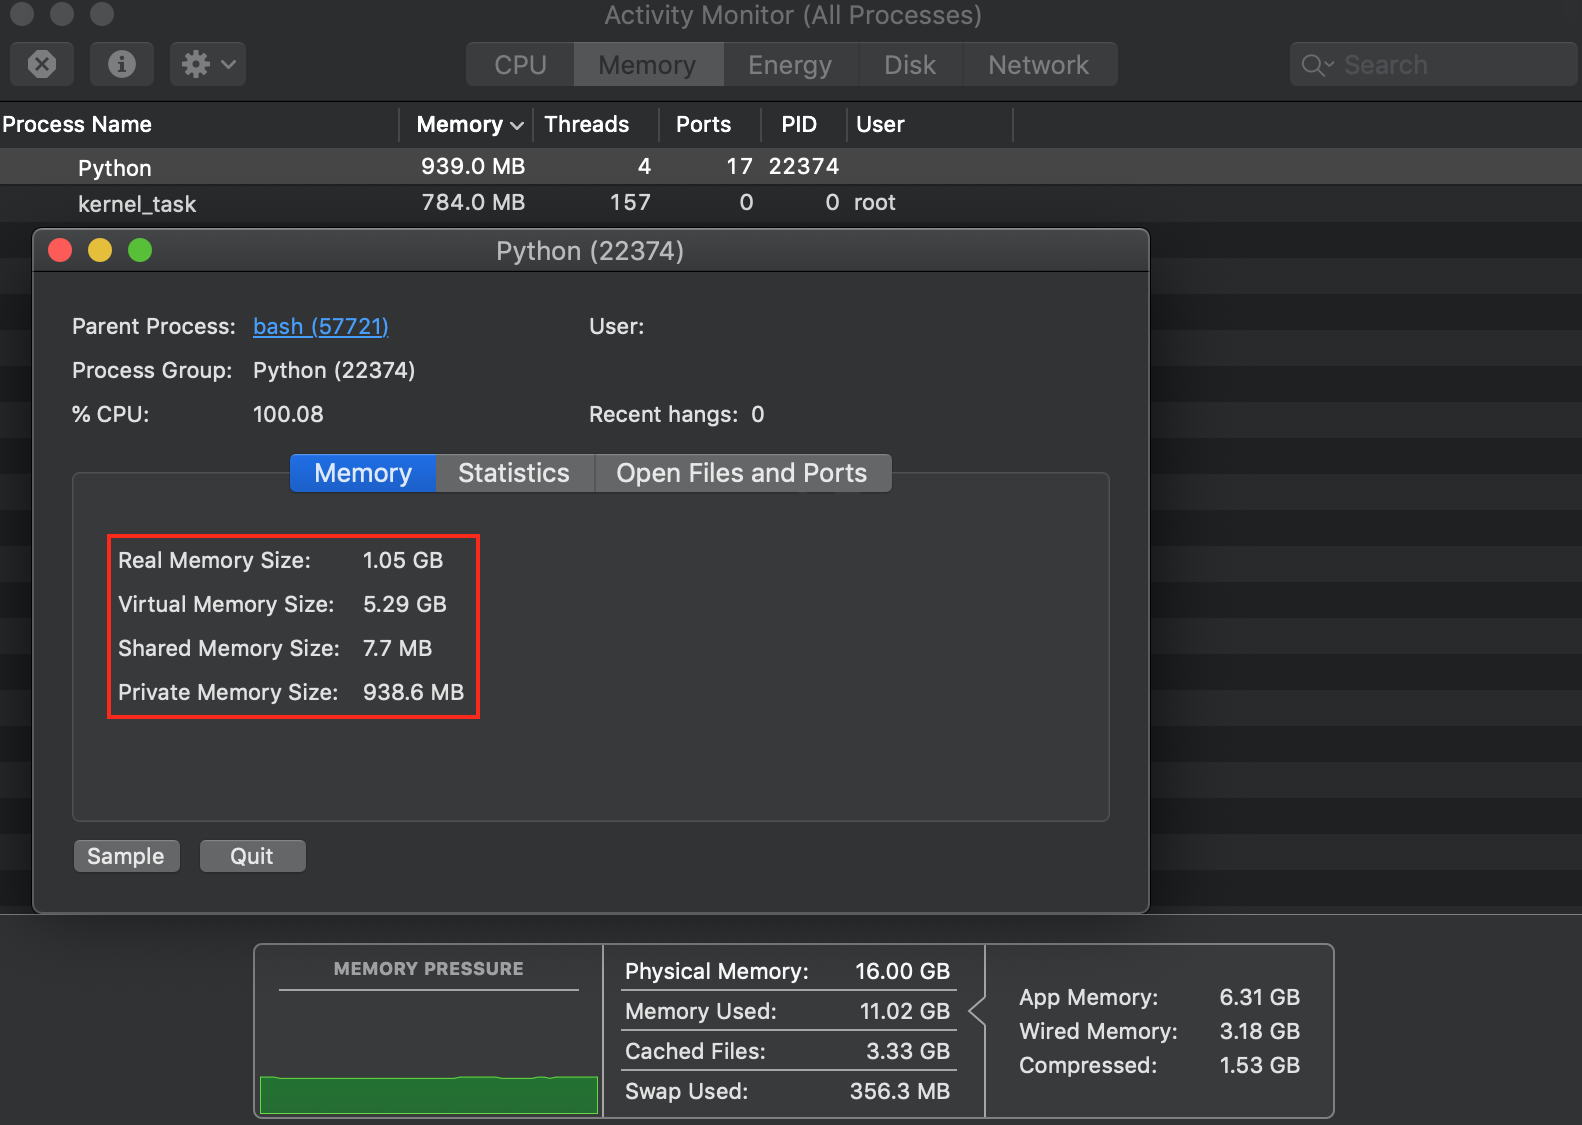 Activity Monitor (All Processes)
CPU Memory Energy Disk Network Search
Process Name Memory Threads Ports PID User
Python 939.0 MB 4 17 22374
kernel_task 784.0 MB 157 0 0 root
Python (22374)
Parent Process: bash (57721) User:
Process Group: Python (22374)
% CPU: 100.08 Recent hangs: 0
Memory Statistics Open Files and Ports
Real Memory Size: 1.05 GB
Virtual Memory Size: 5.29 GB
Shared Memory Size: 7.7 MB
Private Memory Size: 938.6 MB
Sample Quit
MEMORY PRESSURE
Physical Memory: 16.00 GB
Memory Used: 11.02 GB
Cached Files: 3.33 GB
Swap Used: 356.3 MB
App Memory: 6.31 GB
Wired Memory: 3.18 GB
Compressed: 1.53 GB